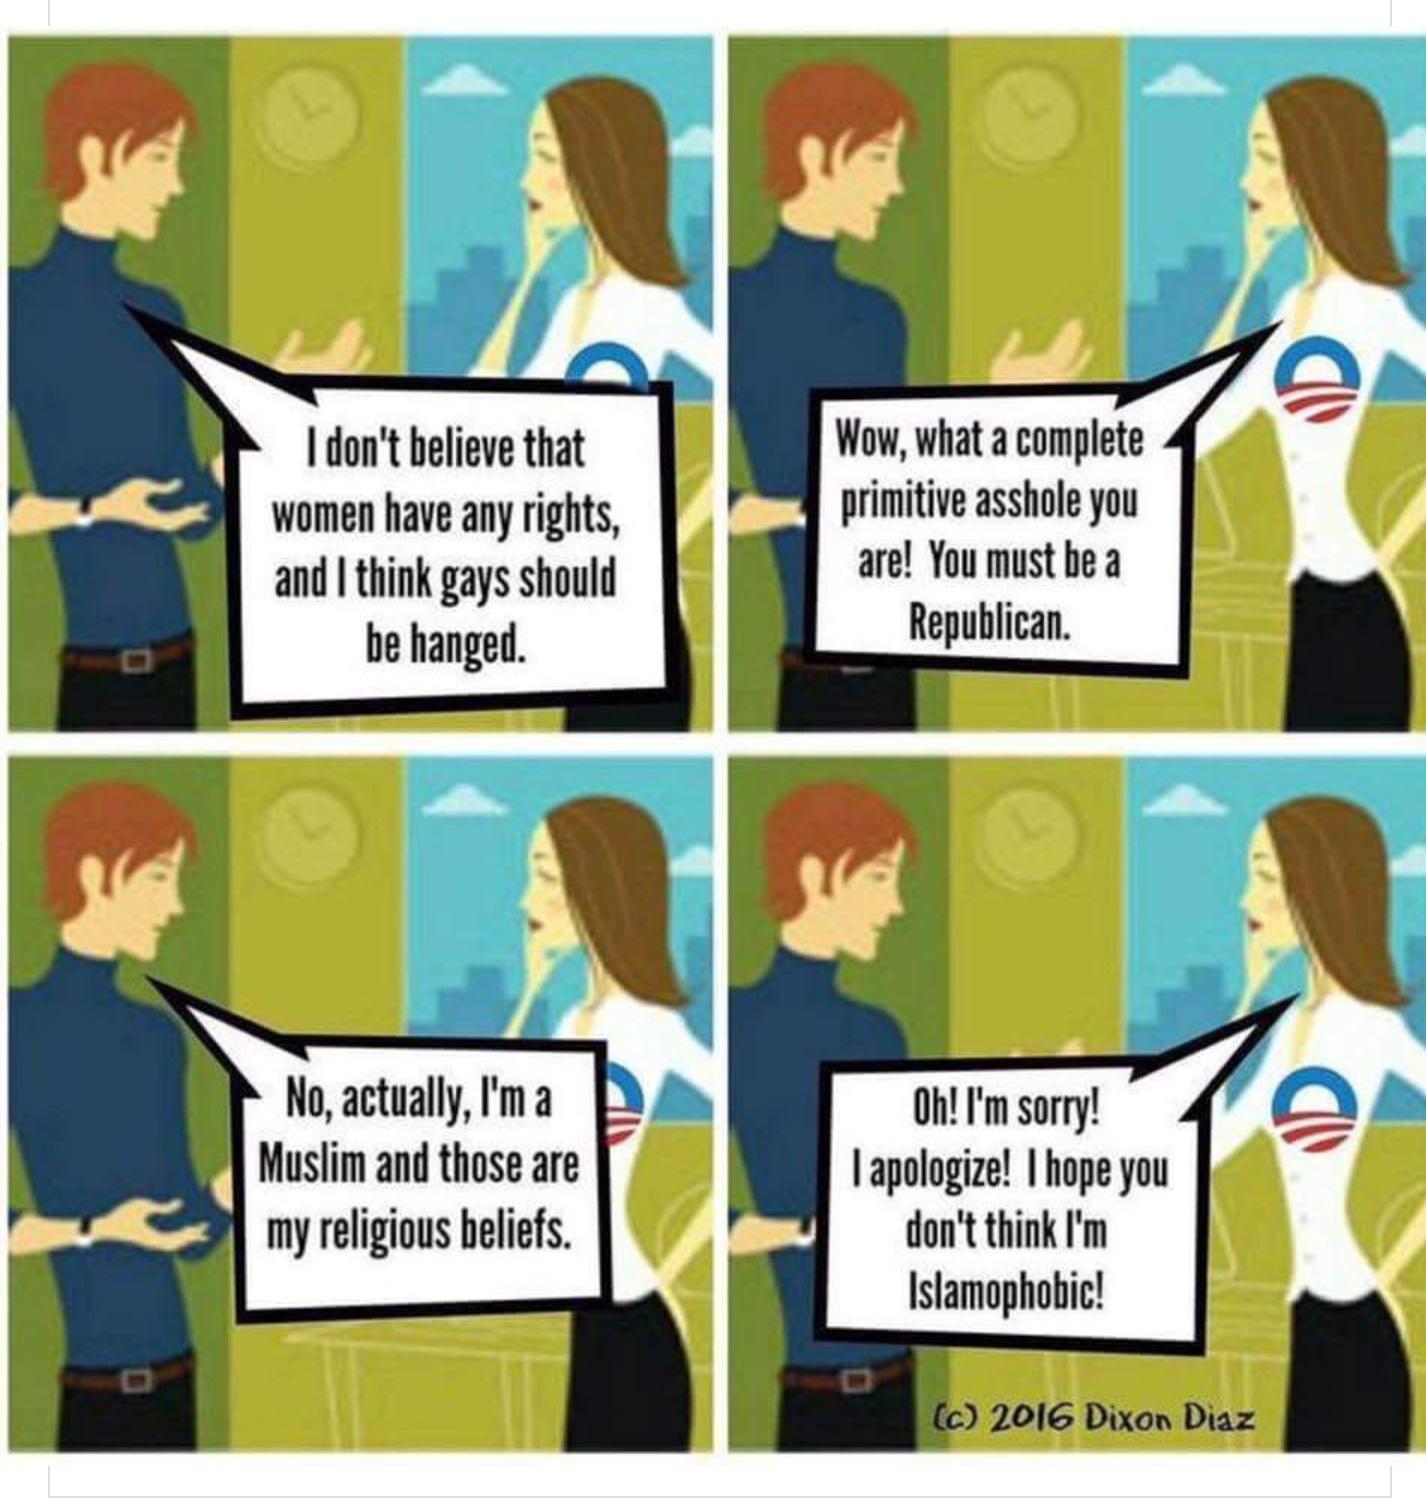 I don't believe that
women have any rights,
and I think gays should
be hanged.
Wow, what a complete
primitive asshole you
are! You must be a
Republican.
No, actually, I'm a
Muslim and those are
my religious beliefs.
Oh! I'm sorry!
I apologize! I hope you
don't think I'm
Islamophobic!
(c) 2016 Dixon Diaz